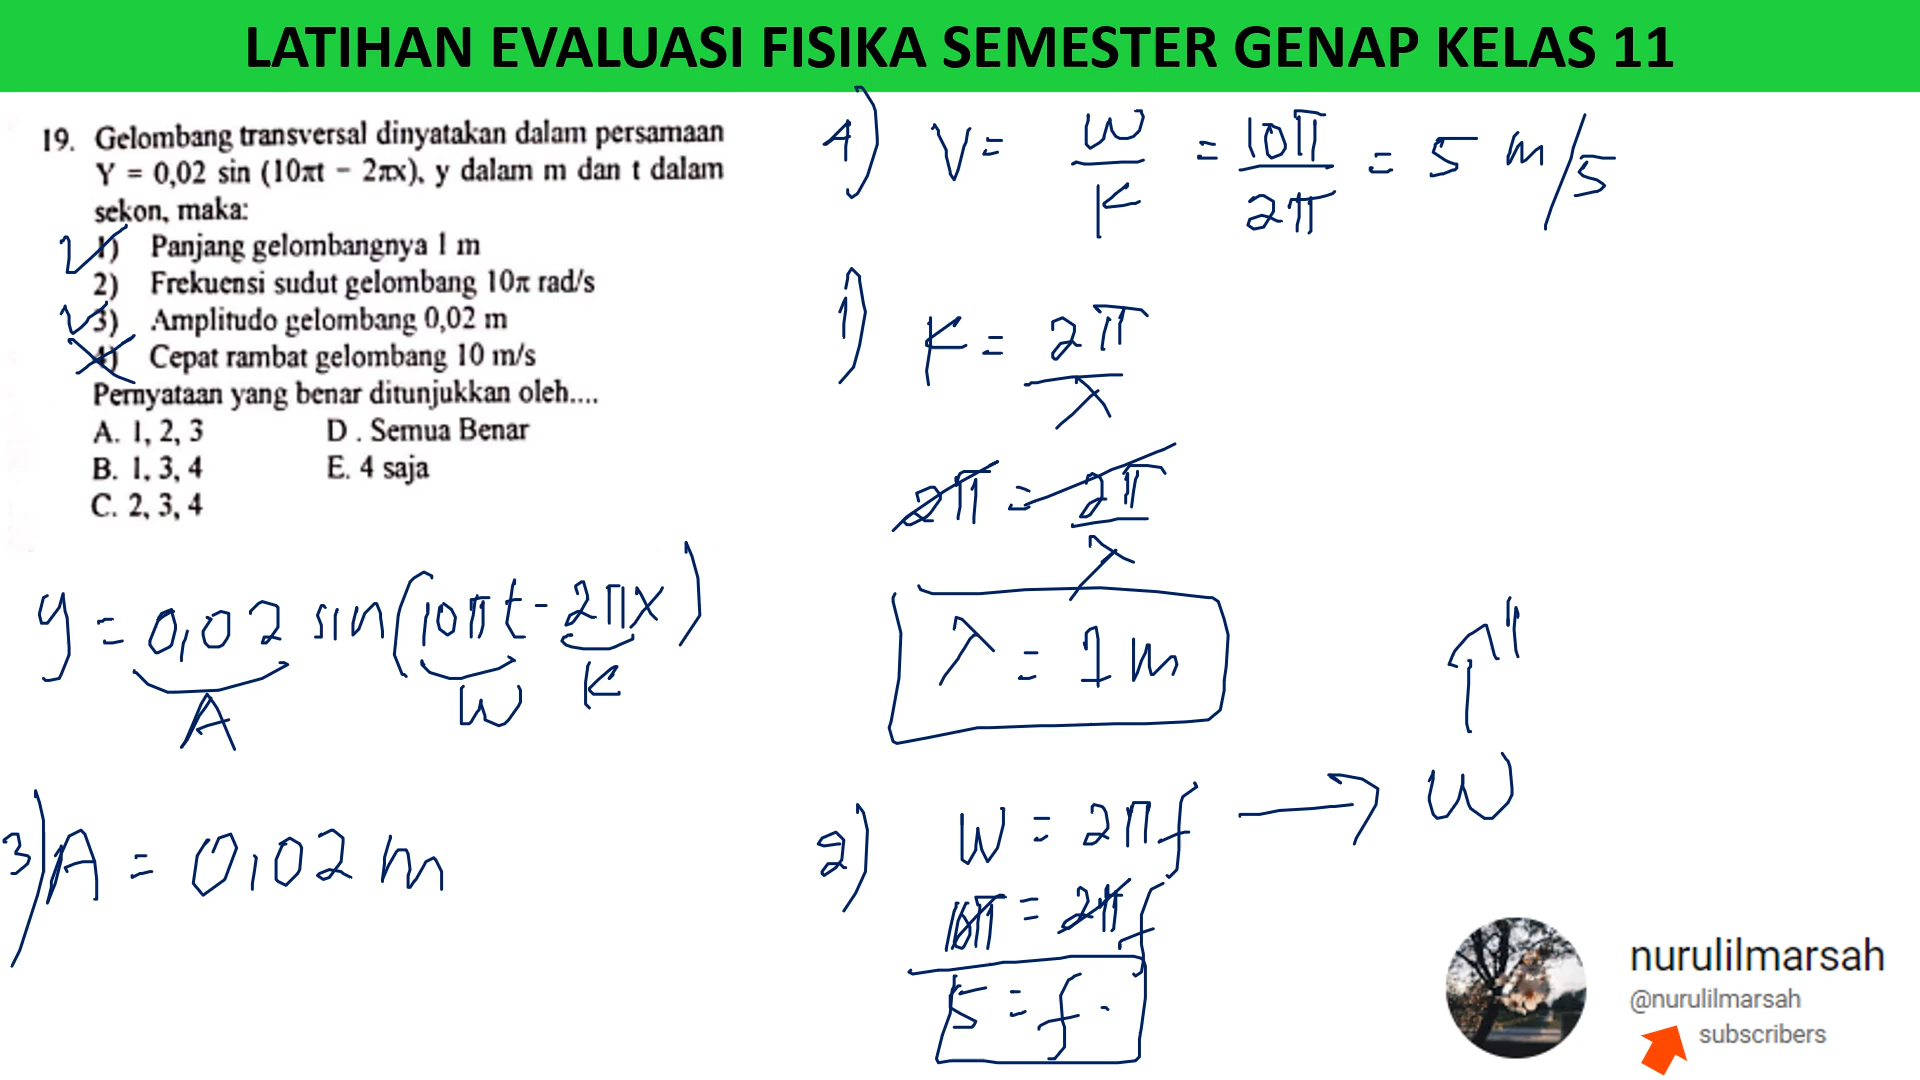 LATIHAN EVALUASI FISIKA SEMESTER GENAP KELAS 11
19. Gelombang transversal dinyatakan dalam persamaan
Y = 0,02 sin (10πt − 2πx), y dalam m dan t dalam
sekon, maka:
1) Panjang gelombangnya 1 m
2) Frekuensi sudut gelombang 10π rad/s
3) Amplitudo gelombang 0,02 m
4) Cepat rambat gelombang 10 m/s
Pernyataan yang benar ditunjukkan oleh....
A. 1, 2, 3 D . Semua Benar
B. 1, 3, 4 E. 4 saja
C. 2, 3, 4
y = 0,02 sin (10πt - 2πx)
A W K
3) A = 0,02 m
4) V = W/K = 10π/2π = 5 m/s
1) K = 2π/λ
2π = 2π/λ
λ = 1 m
2) W = 2πf → W
10π = 2πf
5 = f
nurulilmarsah
@nurulilmarsah
subscribers